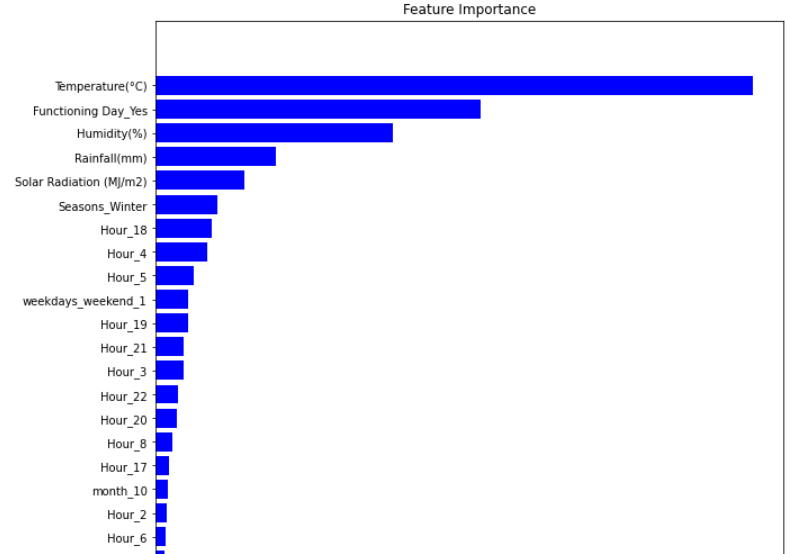 Feature Importance
Temperature(°C)
Functioning Day_Yes
Humidity(%)
Rainfall(mm)
Solar Radiation (MJ/m2)
Seasons_Winter
Hour_18
Hour_4
Hour_5
weekdays_weekend_1
Hour_19
Hour_21
Hour_3
Hour_22
Hour_20
Hour_8
Hour_17
month_10
Hour_2
Hour_6